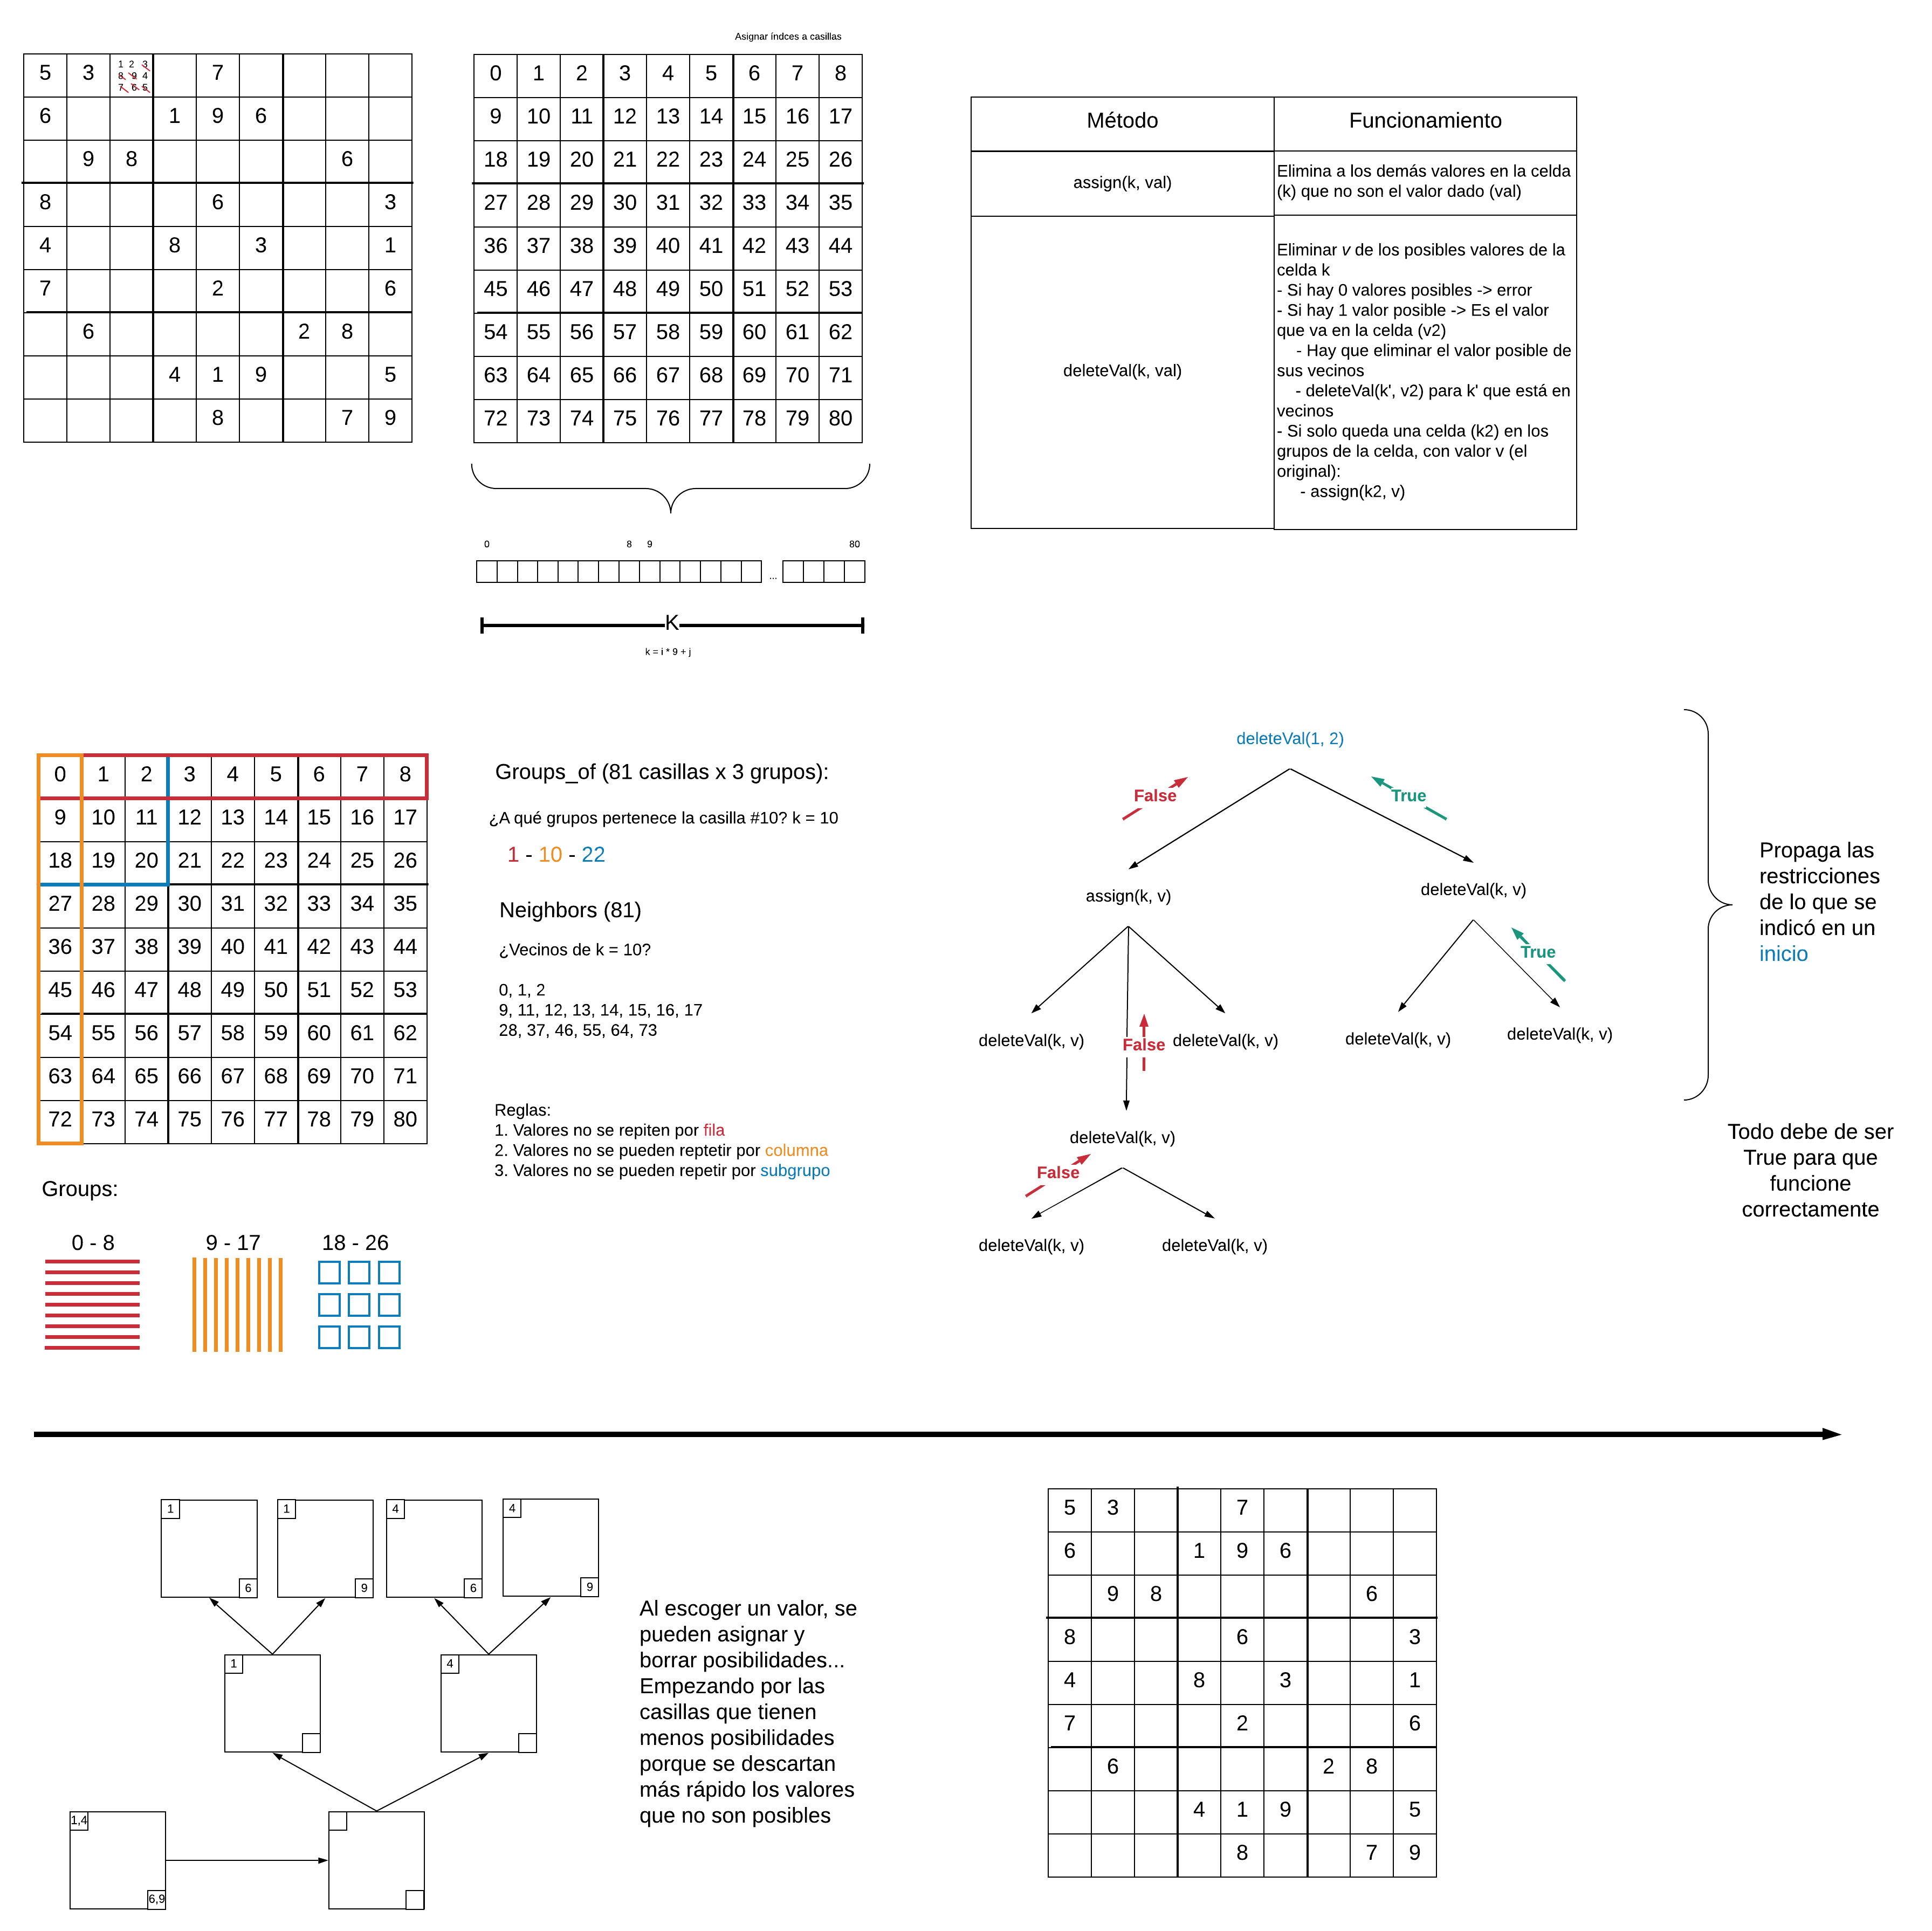 Asignar índces a casillas
5 3 1 2 3 7
8 9 4
7 6 5
6 1 9 6
9 8 6
8 6 3
4 8 3 1
7 2 6
6 2 8
4 1 9 5
8 7 9
0 1 2 3 4 5 6 7 8
9 10 11 12 13 14 15 16 17
18 19 20 21 22 23 24 25 26
27 28 29 30 31 32 33 34 35
36 37 38 39 40 41 42 43 44
45 46 47 48 49 50 51 52 53
54 55 56 57 58 59 60 61 62
63 64 65 66 67 68 69 70 71
72 73 74 75 76 77 78 79 80
0 8 9 80
...
K
k = i * 9 + j
Método
Funcionamiento
assign(k, val)
Elimina a los demás valores en la celda
(k) que no son el valor dado (val)
deleteVal(k, val)
Eliminar v de los posibles valores de la
celda k
- Si hay 0 valores posibles -> error
- Si hay 1 valor posible -> Es el valor
que va en la celda (v2)
- Hay que eliminar el valor posible de
sus vecinos
- deleteVal(k', v2) para k' que está en
vecinos
- Si solo queda una celda (k2) en los
grupos de la celda, con valor v (el
original):
- assign(k2, v)
0 1 2 3 4 5 6 7 8
9 10 11 12 13 14 15 16 17
18 19 20 21 22 23 24 25 26
27 28 29 30 31 32 33 34 35
36 37 38 39 40 41 42 43 44
45 46 47 48 49 50 51 52 53
54 55 56 57 58 59 60 61 62
63 64 65 66 67 68 69 70 71
72 73 74 75 76 77 78 79 80
Groups:
0 - 8
9 - 17
18 - 26
Groups_of (81 casillas x 3 grupos):
¿A qué grupos pertenece la casilla #10? k = 10
1 - 10 - 22
Neighbors (81)
¿Vecinos de k = 10?
0, 1, 2
9, 11, 12, 13, 14, 15, 16, 17
28, 37, 46, 55, 64, 73
Reglas:
1. Valores no se repiten por fila
2. Valores no se pueden reptetir por columna
3. Valores no se pueden repetir por subgrupo
deleteVal(1, 2)
False
True
assign(k, v)
deleteVal(k, v)
True
deleteVal(k, v)
False
deleteVal(k, v)
deleteVal(k, v)
deleteVal(k, v)
deleteVal(k, v)
False
deleteVal(k, v)
deleteVal(k, v)
Propaga las
restricciones
de lo que se
indicó en un
inicio
Todo debe de ser
True para que
funcione
correctamente
1
6
1
9
4
6
4
9
1
4
1,4
6,9
Al escoger un valor, se
pueden asignar y
borrar posibilidades...
Empezando por las
casillas que tienen
menos posibilidades
porque se descartan
más rápido los valores
que no son posibles
5 3 7
6 1 9 6
9 8 6
8 6 3
4 8 3 1
7 2 6
6 2 8
4 1 9 5
8 7 9